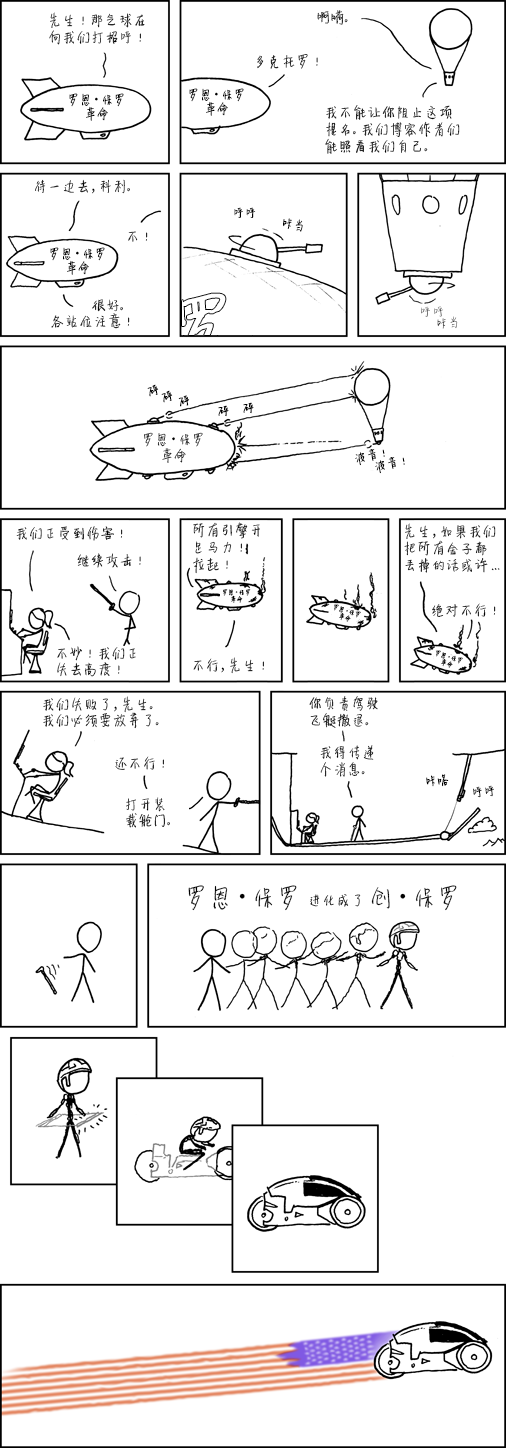 先生！那气球在
向我们打招呼！
罗恩·保罗
革命
啊嗬。
多克托罗！
罗恩·保罗
革命
我不能让你阻止这项
提名。我们博客作者们
能照看我们自己。
待一边去，科利。
不！
罗恩·保罗
革命
很好。
各站位注意！
呼呼
咔当
罗
呼呼
咔当
砰 砰 砰
砰 砰
罗恩·保罗
革命
波音！
波音！
我们正受到伤害！
继续攻击！
不妙！我们正
失去高度！
所有引擎开
足马力！
拉起！
罗恩·保罗
革命
不行，先生！
罗恩·保罗
革命
先生，如果我们
把所有金子都
丢掉的话或许…
绝对不行！
罗恩·保罗
革命
我们失败了，先生。
我们必须要放弃了。
还不行！
打开装
载舱门。
你负责驾驶
飞艇撤退。
我得传递
个消息。
咔嗒
呼呼
罗恩·保罗 进化成了 创·保罗